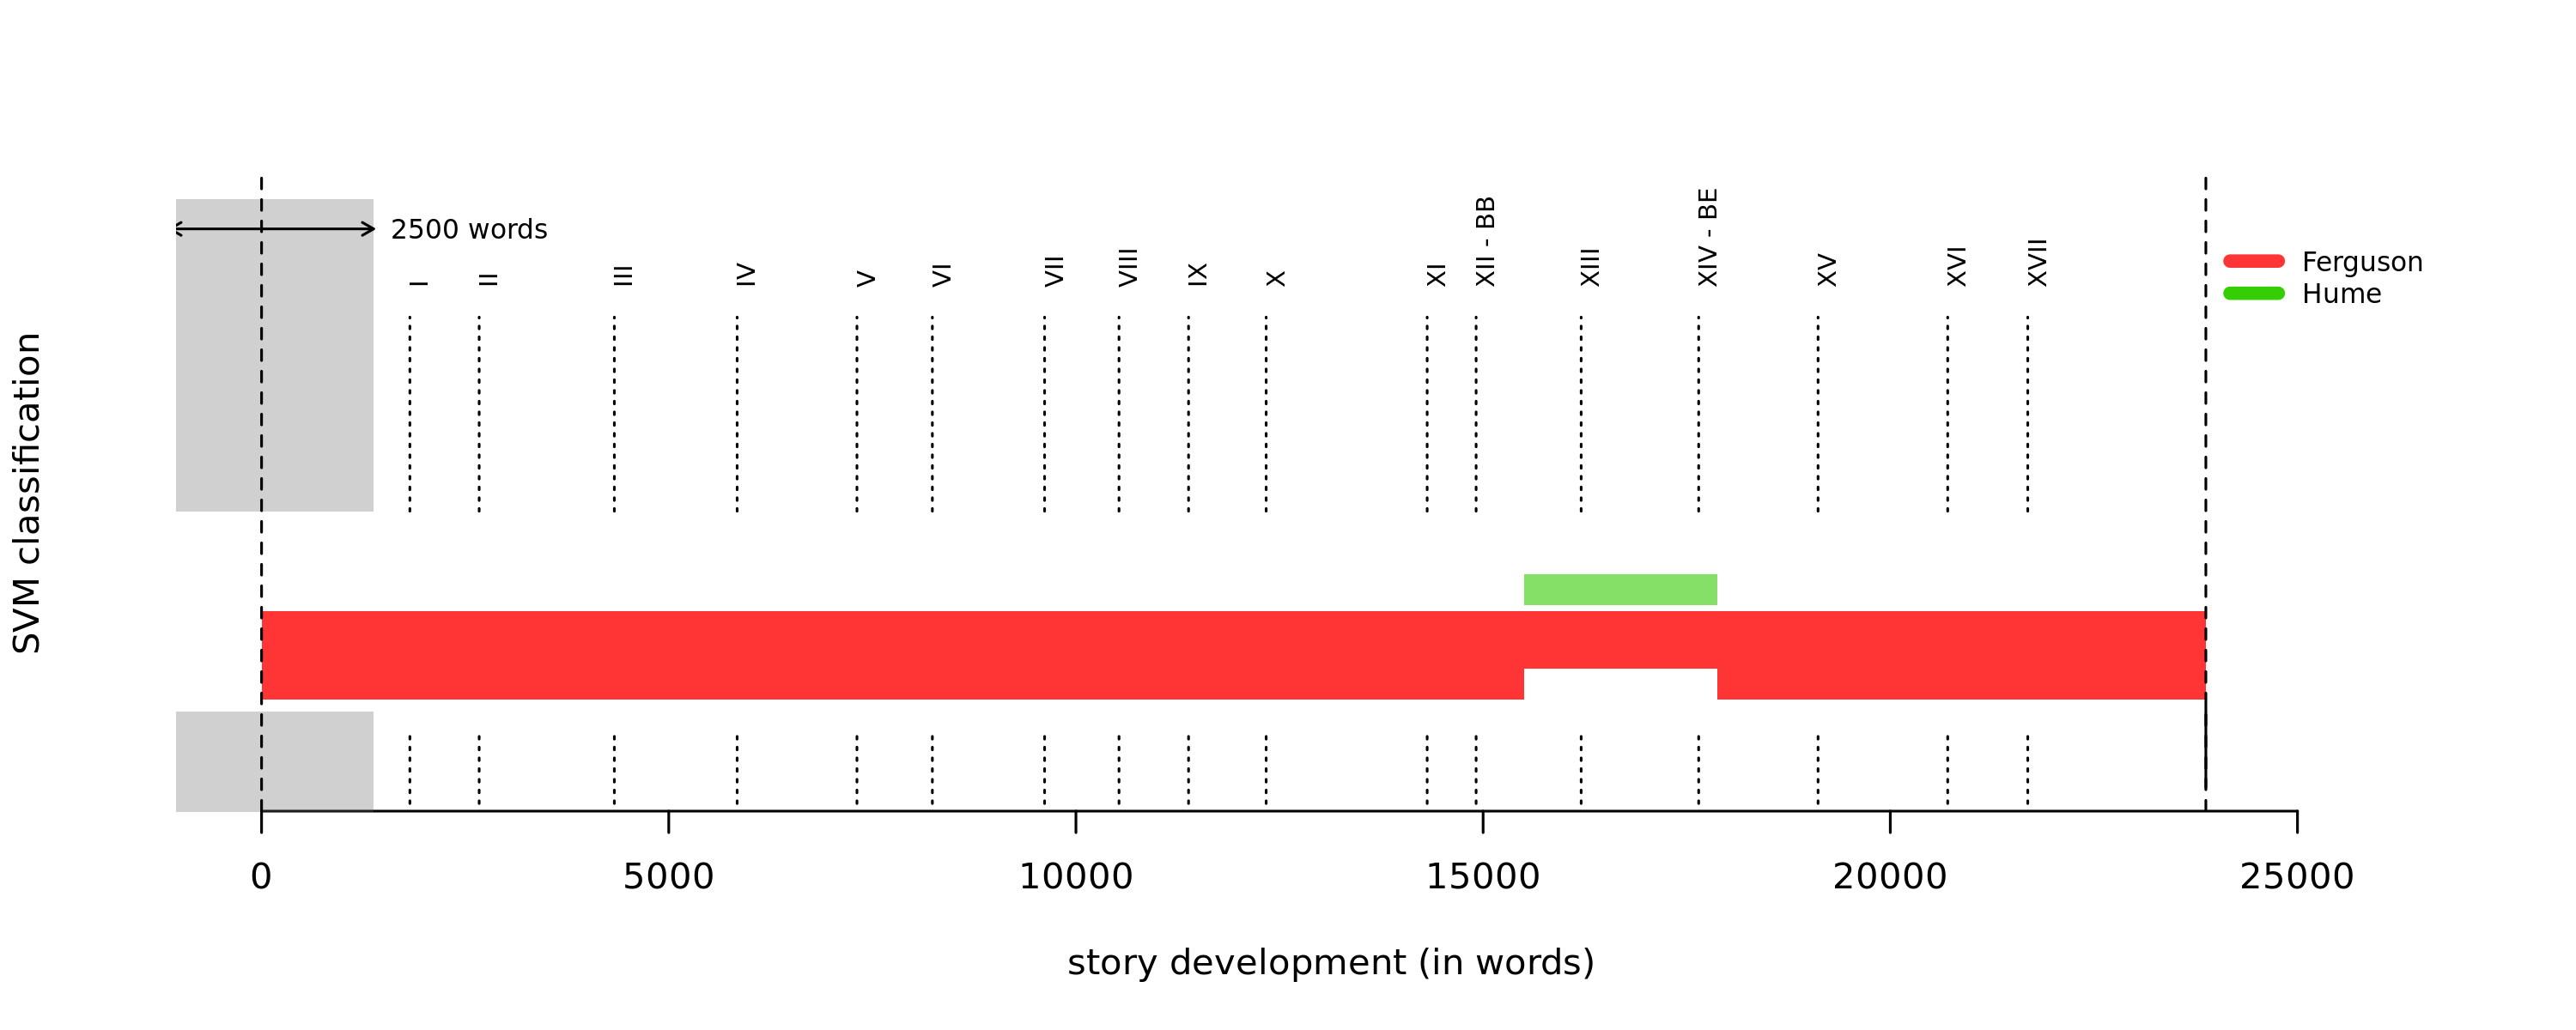 2500 words
I
II
III
IV
V
VI
VII
VIII
IX
X
XI
XII - BB
XIII
XIV - BE
XV
XVI
XVII
Ferguson
Hume
SVM classification
0
5000
10000
15000
20000
25000
story development (in words)